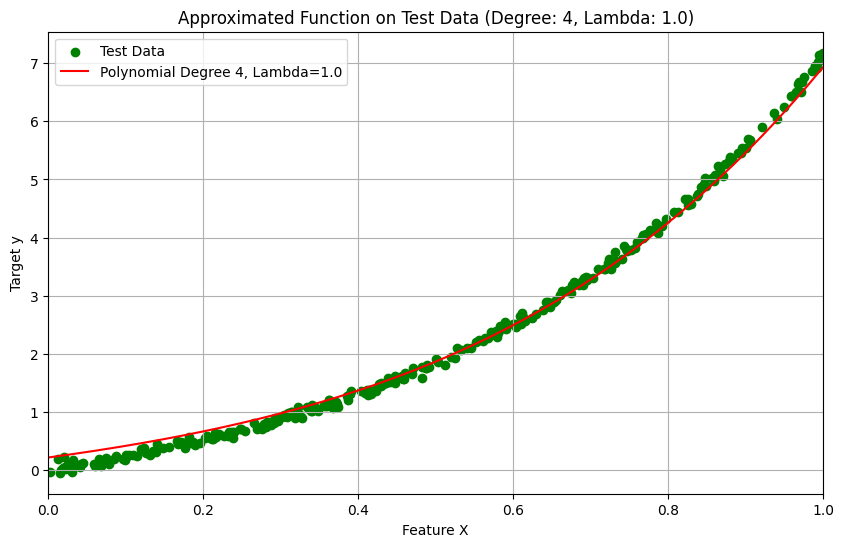 Approximated Function on Test Data (Degree: 4, Lambda: 1.0)
Test Data
Polynomial Degree 4, Lambda=1.0
7
6
5
4
3
2
1
0
Target y
0.0 0.2 0.4 0.6 0.8 1.0
Feature X